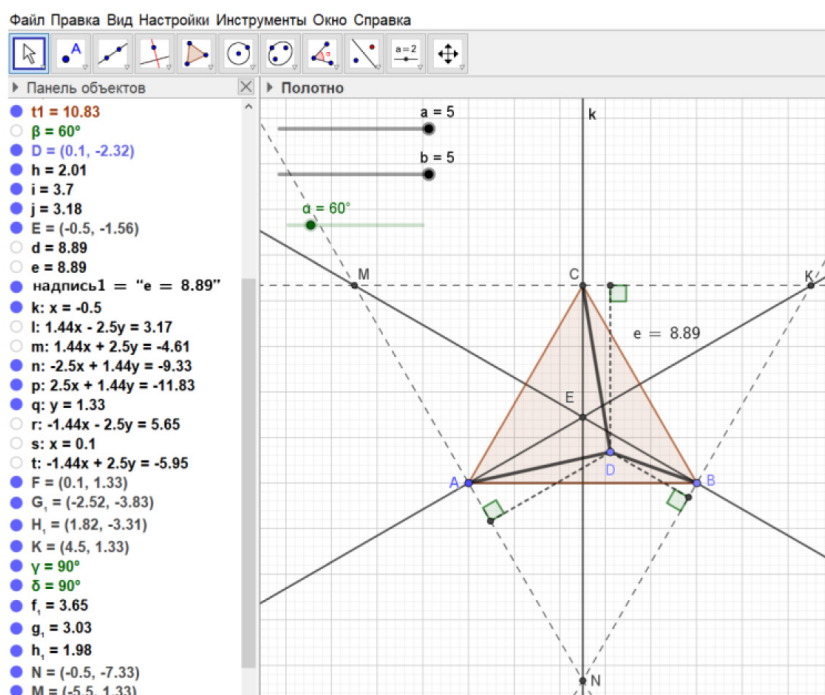 Файл Правка Вид Настройки Инструменты Окно Справка
A
α
a = 2
Панель объектов
Полотно
t1 = 10.83
β = 60°
D = (0.1, -2.32)
h = 2.01
i = 3.7
j = 3.18
E = (-0.5, -1.56)
d = 8.89
e = 8.89
надпись1 = “e = 8.89”
k: x = -0.5
l: 1.44x - 2.5y = 3.17
m: 1.44x + 2.5y = -4.61
n: -2.5x + 1.44y = -9.33
p: 2.5x + 1.44y = -11.83
q: y = 1.33
r: -1.44x - 2.5y = 5.65
s: x = 0.1
t: -1.44x + 2.5y = -5.95
F = (0.1, 1.33)
G₁ = (-2.52, -3.83)
H₁ = (1.82, -3.31)
K = (4.5, 1.33)
γ = 90°
δ = 90°
f₁ = 3.65
g₁ = 3.03
h₁ = 1.98
N = (-0.5, -7.33)
M = (-5.5, 1.33)
a = 5
k
b = 5
α = 60°
M
C
K
e = 8.89
E
D
A
B
N